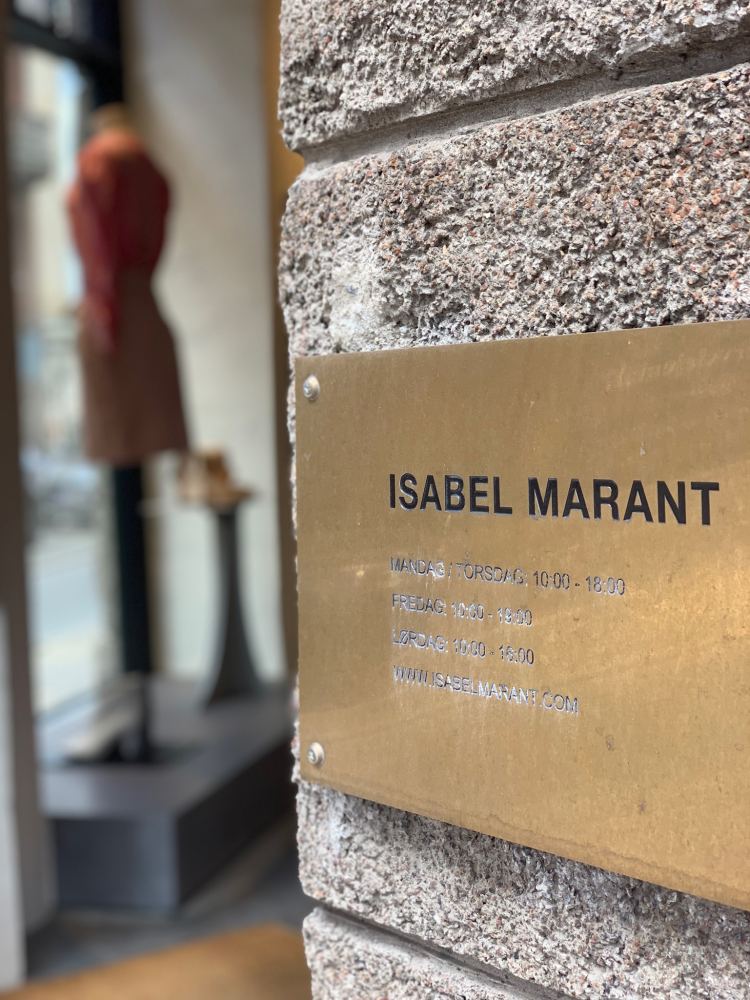 ISABEL MARANT
MANDAG / TORSDAG: 10:00 - 18:00
FREDAG: 10:00 - 19:00
LØRDAG: 10:00 - 16:00
WWW.ISABELMARANT.COM